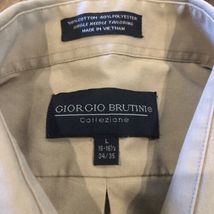 60%COTTON 40%POLYESTER
SINGLE NEEDLE TAILORING
MADE IN VIETNAM
GIORGIO BRUTINI®
Collezione
L
16-16½
34/35